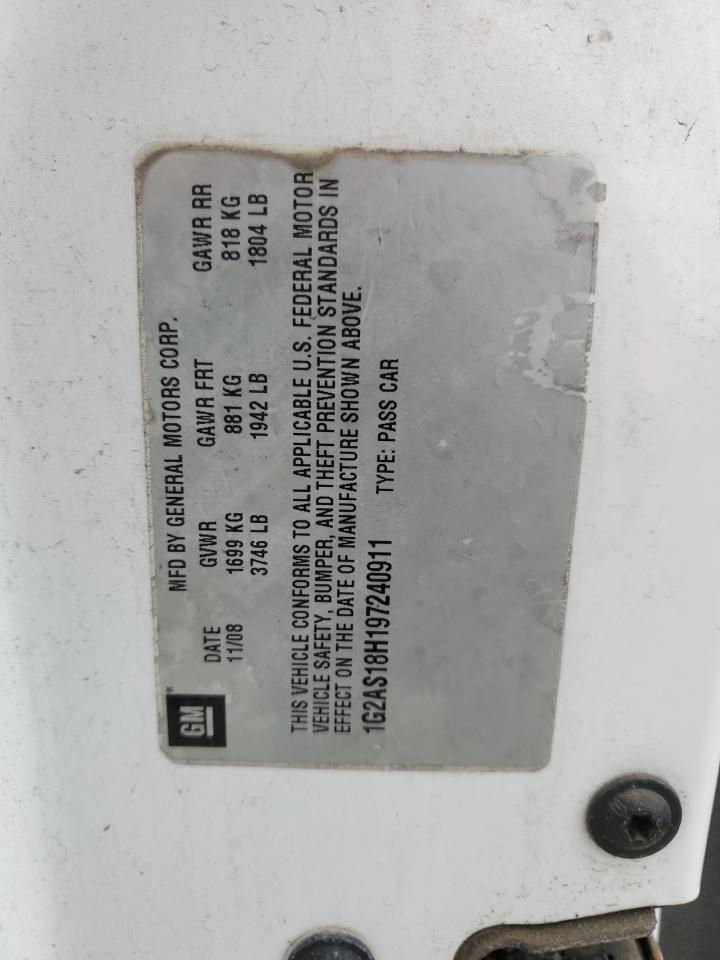 GM®
MFD BY GENERAL MOTORS CORP.
DATE GVWR GAWR FRT GAWR RR
11/08 1699 KG 881 KG 818 KG
3746 LB 1942 LB 1804 LB
THIS VEHICLE CONFORMS TO ALL APPLICABLE U.S. FEDERAL MOTOR
VEHICLE SAFETY, BUMPER, AND THEFT PREVENTION STANDARDS IN
EFFECT ON THE DATE OF MANUFACTURE SHOWN ABOVE.
1G2AS18H197240911 TYPE: PASS CAR